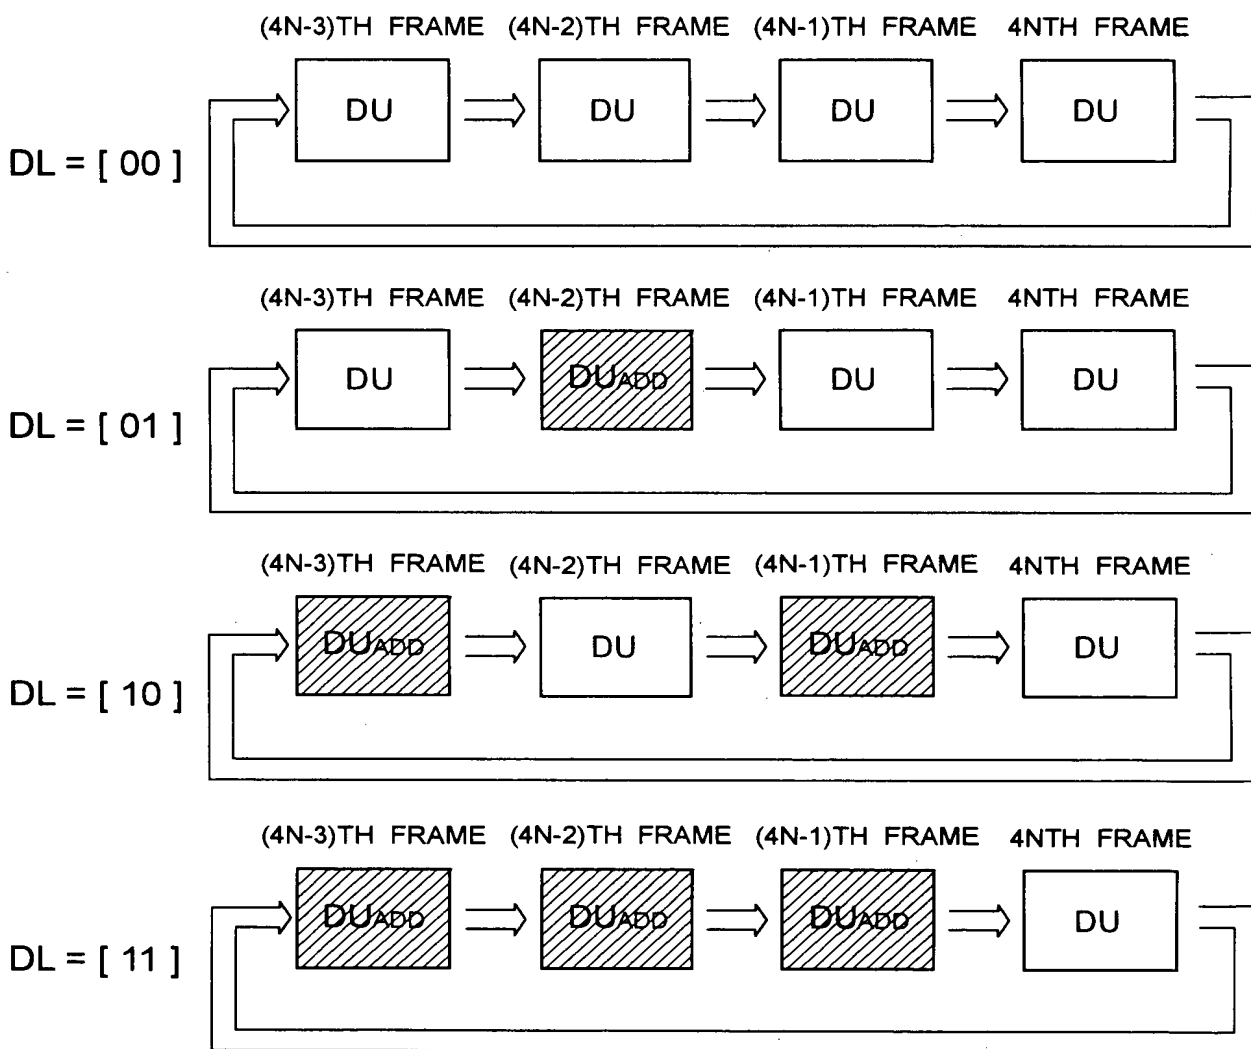 (4N-3)TH FRAME (4N-2)TH FRAME (4N-1)TH FRAME 4NTH FRAME
DL = [ 00 ] DU DU DU DU
(4N-3)TH FRAME (4N-2)TH FRAME (4N-1)TH FRAME 4NTH FRAME
DL = [ 01 ] DU DUADD DU DU
(4N-3)TH FRAME (4N-2)TH FRAME (4N-1)TH FRAME 4NTH FRAME
DL = [ 10 ] DUADD DU DUADD DU
(4N-3)TH FRAME (4N-2)TH FRAME (4N-1)TH FRAME 4NTH FRAME
DL = [ 11 ] DUADD DUADD DUADD DU